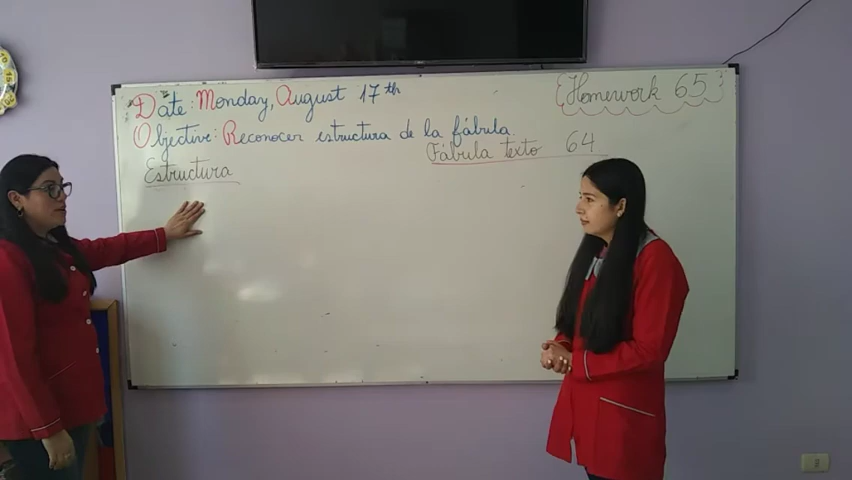 Date: Monday, August 17th
Homework 65
Objective: Reconocer estructura de la fábula.
Fábula texto 64
Estructura